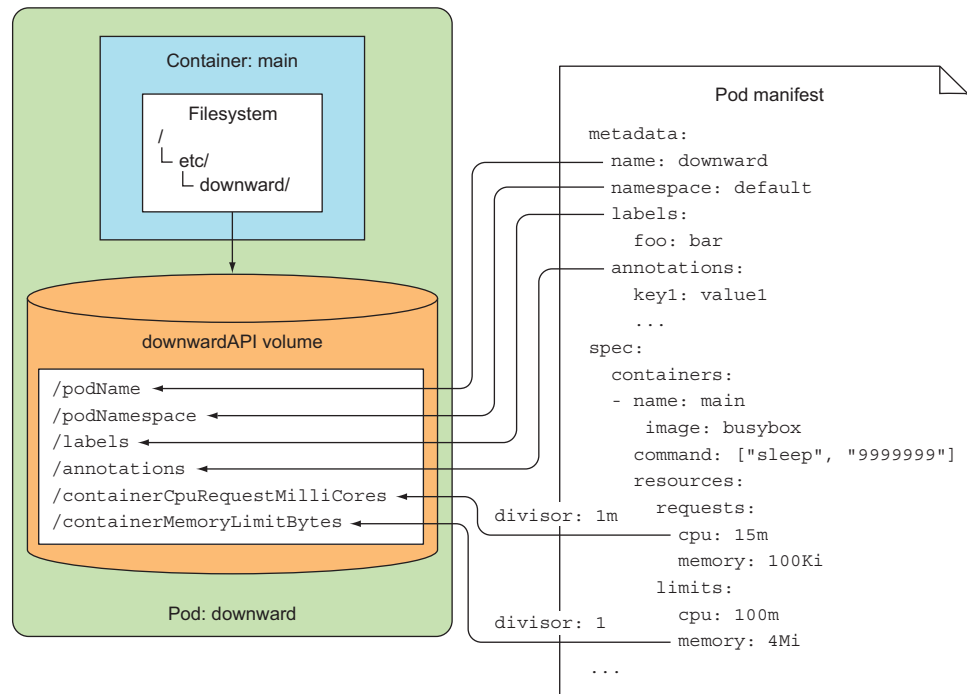 Container: main
Filesystem
/
etc/
downward/
downwardAPI volume
/podName
/podNamespace
/labels
/annotations
/containerCpuRequestMilliCores
/containerMemoryLimitBytes
Pod: downward
divisor: 1m
divisor: 1
Pod manifest
metadata:
name: downward
namespace: default
labels:
foo: bar
annotations:
key1: value1
...
spec:
containers:
- name: main
image: busybox
command: ["sleep", "9999999"]
resources:
requests:
cpu: 15m
memory: 100Ki
limits:
cpu: 100m
memory: 4Mi
...